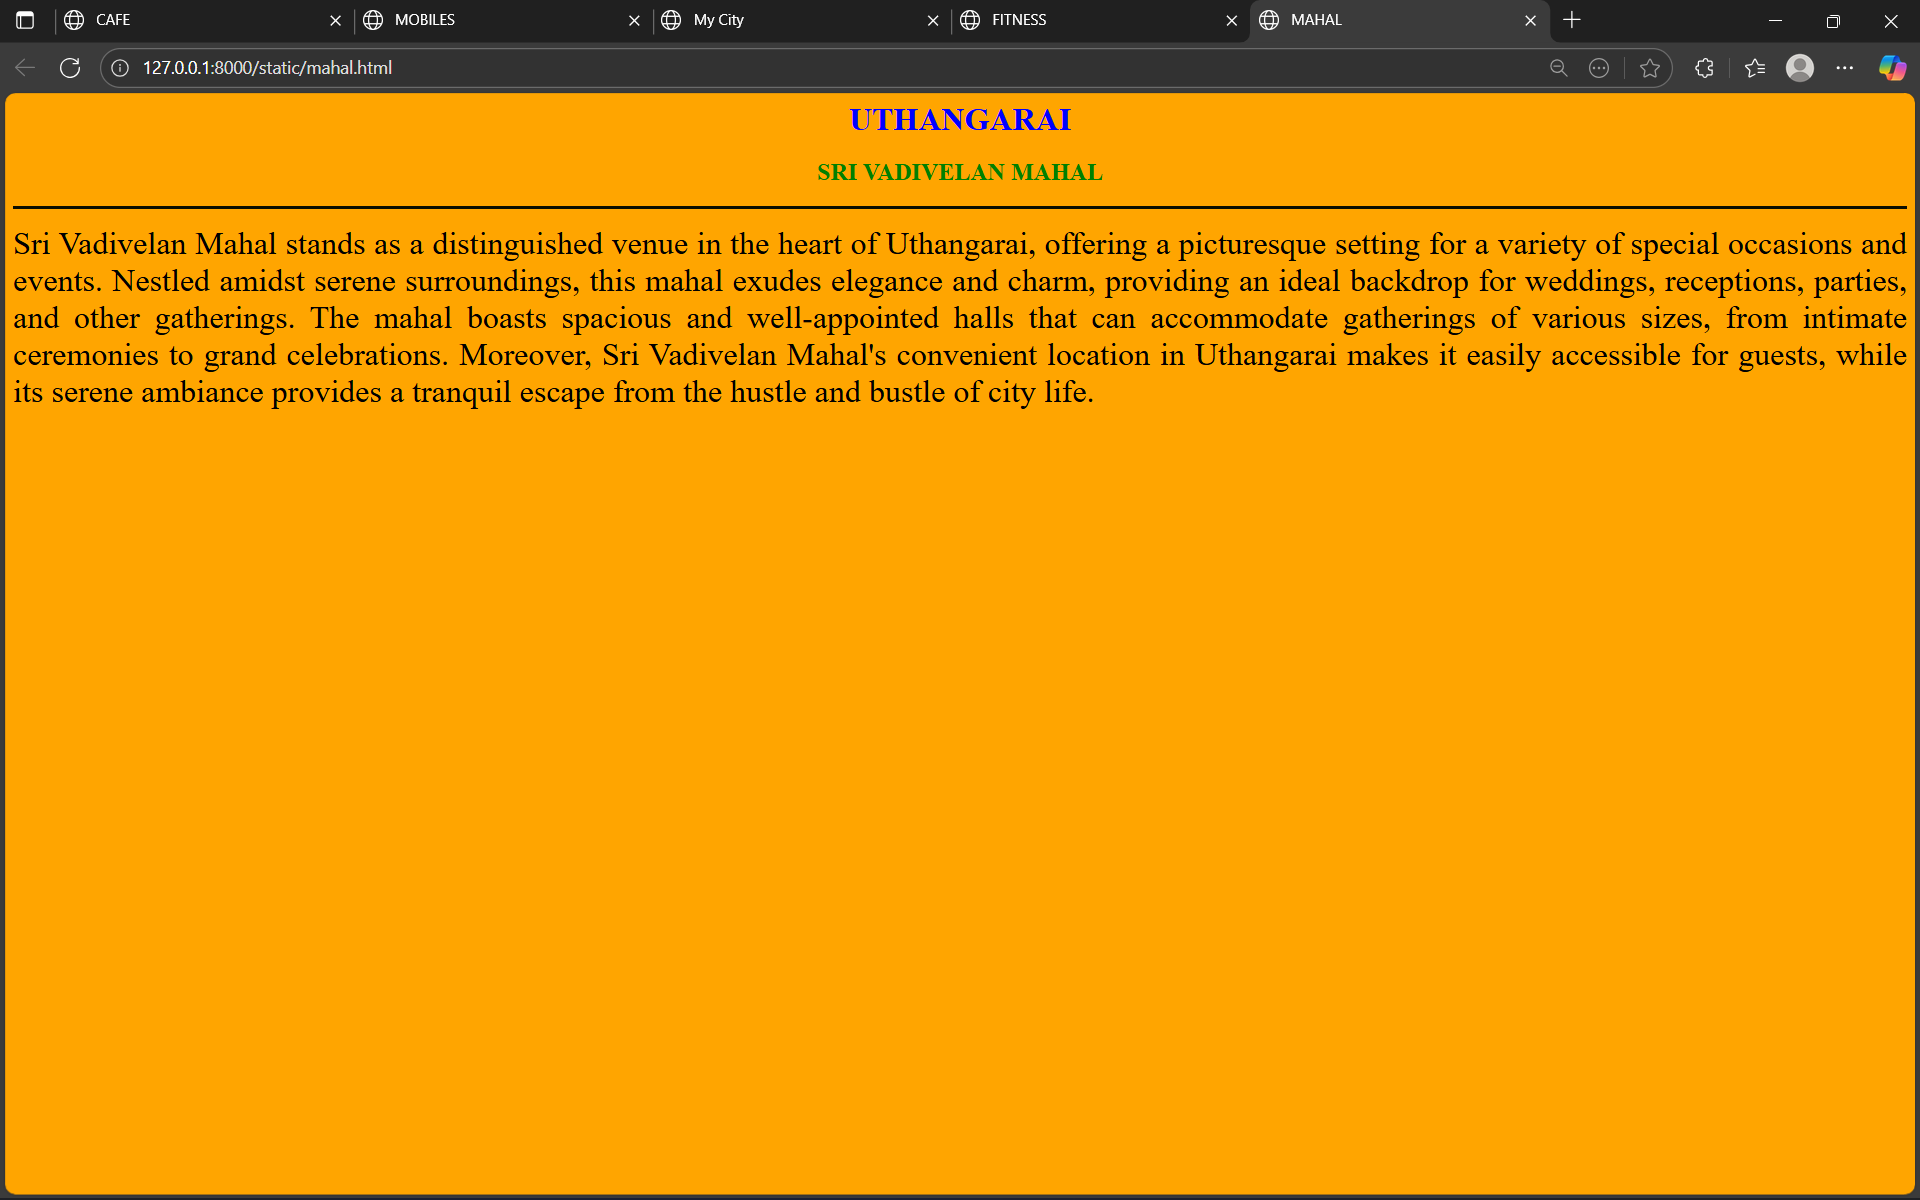 CAFE
MOBILES
My City
FITNESS
MAHAL
127.0.0.1:8000/static/mahal.html
UTHANGARAI
SRI VADIVELAN MAHAL
Sri Vadivelan Mahal stands as a distinguished venue in the heart of Uthangarai, offering a picturesque setting for a variety of special occasions and
events. Nestled amidst serene surroundings, this mahal exudes elegance and charm, providing an ideal backdrop for weddings, receptions, parties,
and other gatherings. The mahal boasts spacious and well-appointed halls that can accommodate gatherings of various sizes, from intimate
ceremonies to grand celebrations. Moreover, Sri Vadivelan Mahal's convenient location in Uthangarai makes it easily accessible for guests, while
its serene ambiance provides a tranquil escape from the hustle and bustle of city life.